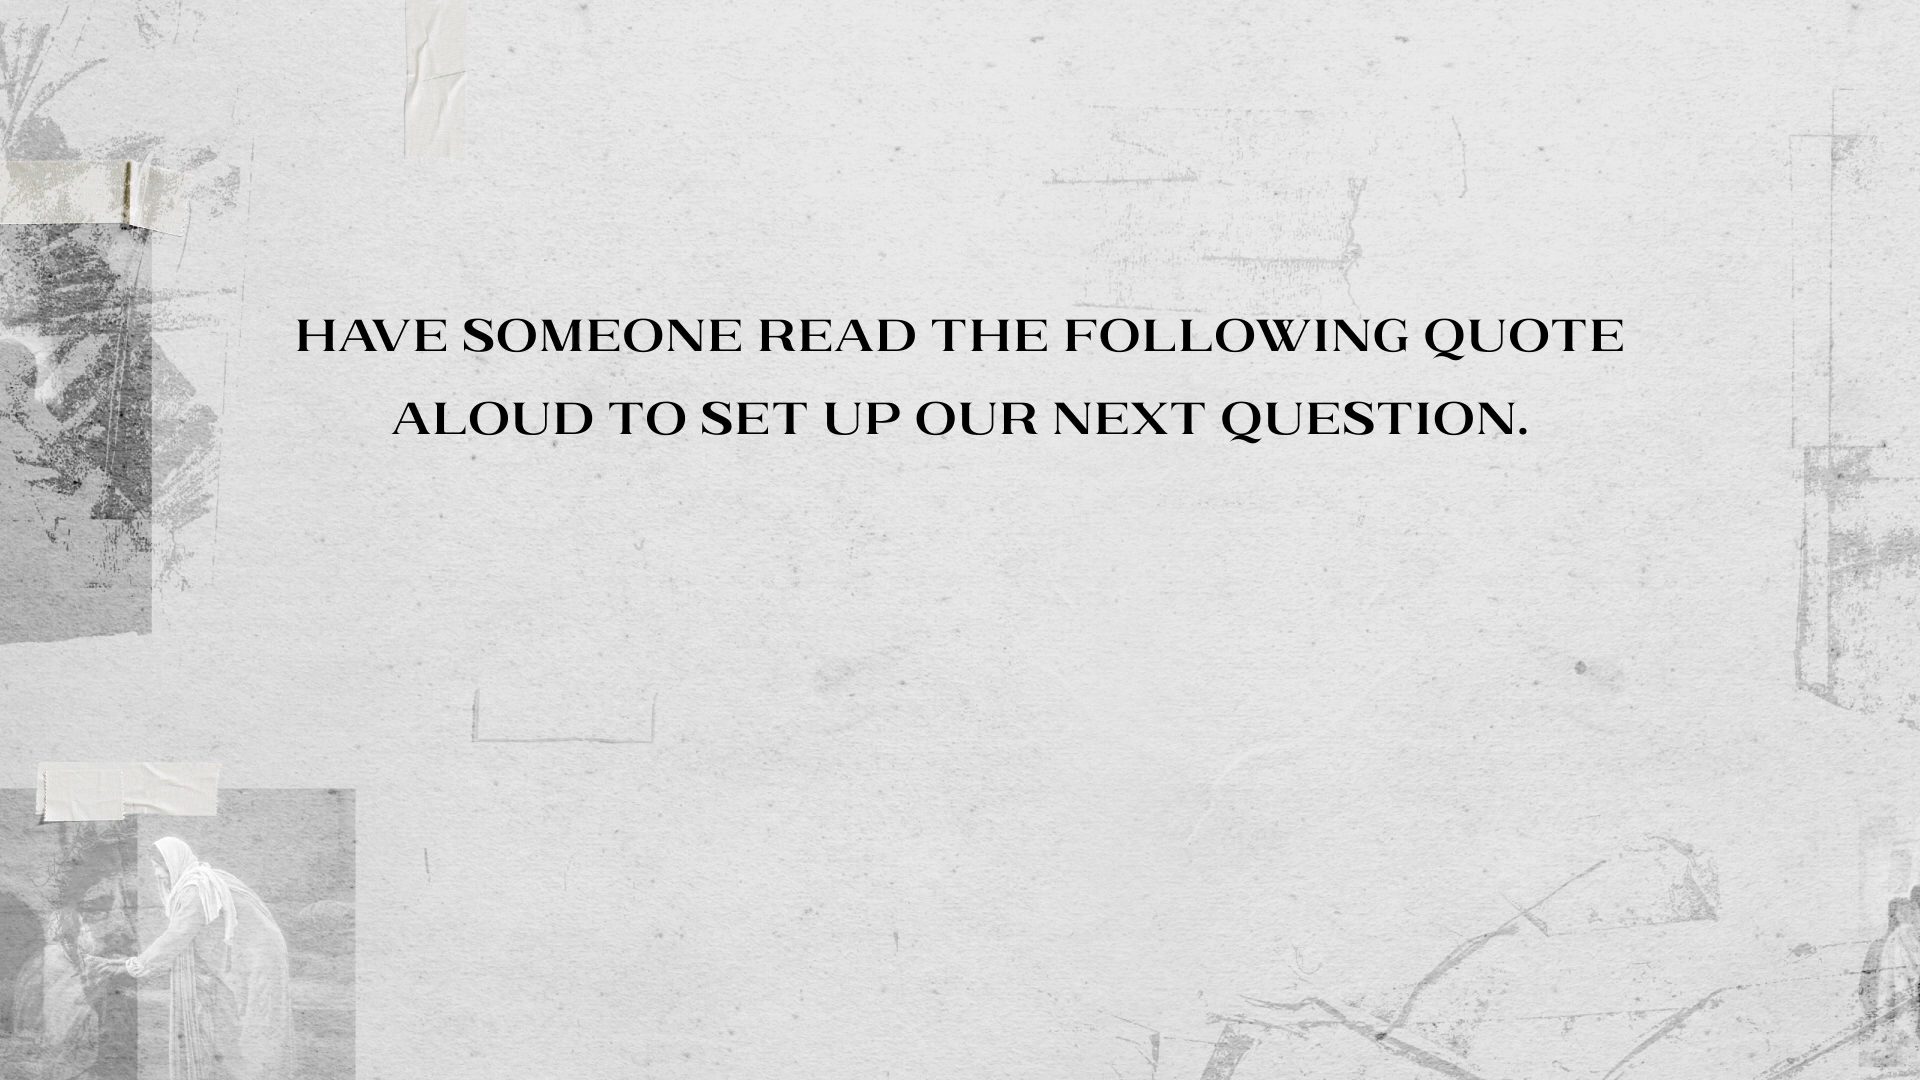 HAVE SOMEONE READ THE FOLLOWING QUOTE
ALOUD TO SET UP OUR NEXT QUESTION.